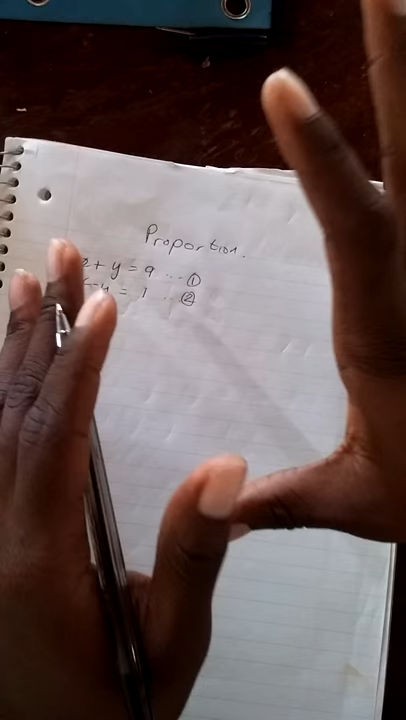 Proportion.
+ y = 9 ... ①
- y = 1 ... ②